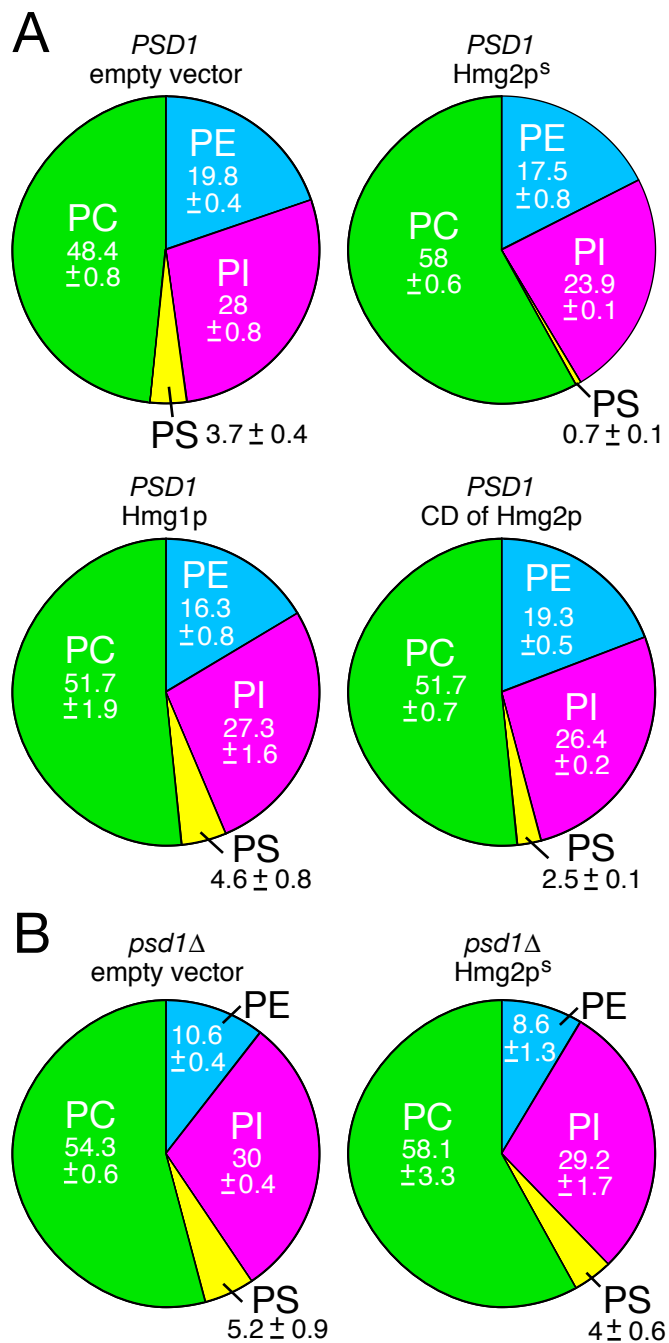 A
PSD1
empty vector
PE
19.8
±0.4
PC
48.4
±0.8
PI
28
±0.8
PS 3.7 ± 0.4
PSD1
Hmg2pˢ
PE
17.5
±0.8
PC
58
±0.6
PI
23.9
±0.1
PS
0.7 ± 0.1
PSD1
Hmg1p
PE
16.3
±0.8
PC
51.7
±1.9
PI
27.3
±1.6
PS
4.6 ± 0.8
PSD1
CD of Hmg2p
PE
19.3
±0.5
PC
51.7
±0.7
PI
26.4
±0.2
PS
2.5 ± 0.1
B
psd1Δ
empty vector
PE
10.6
±0.4
PC
54.3
±0.6
PI
30
±0.4
PS
5.2 ± 0.9
psd1Δ
Hmg2pˢ
PE
8.6
±1.3
PC
58.1
±3.3
PI
29.2
±1.7
PS
4 ± 0.6